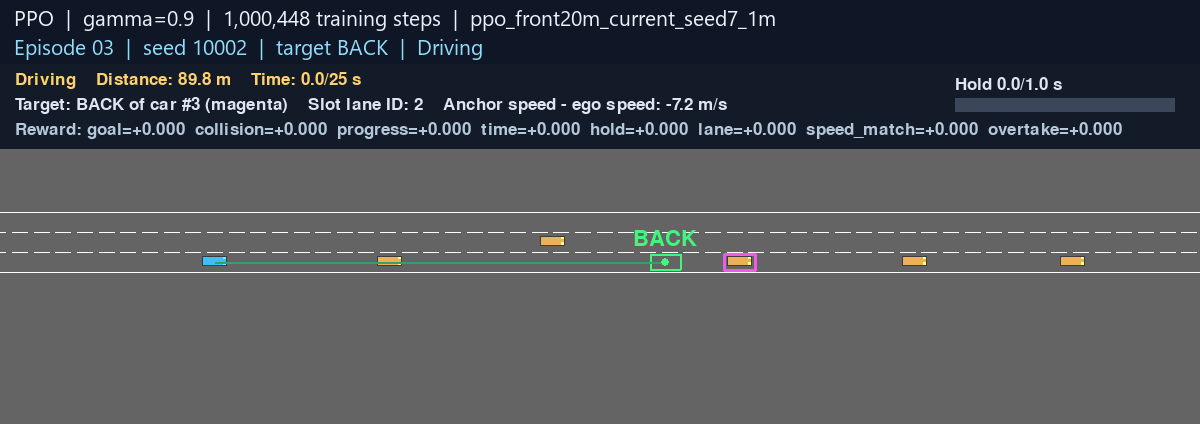 PPO | gamma=0.9 | 1,000,448 training steps | ppo_front20m_current_seed7_1m
Episode 03 | seed 10002 | target BACK | Driving
Driving Distance: 89.8 m Time: 0.0/25 s
Hold 0.0/1.0 s
Target: BACK of car #3 (magenta) Slot lane ID: 2 Anchor speed - ego speed: -7.2 m/s
Reward: goal=+0.000 collision=+0.000 progress=+0.000 time=+0.000 hold=+0.000 lane=+0.000 speed_match=+0.000 overtake=+0.000
BACK